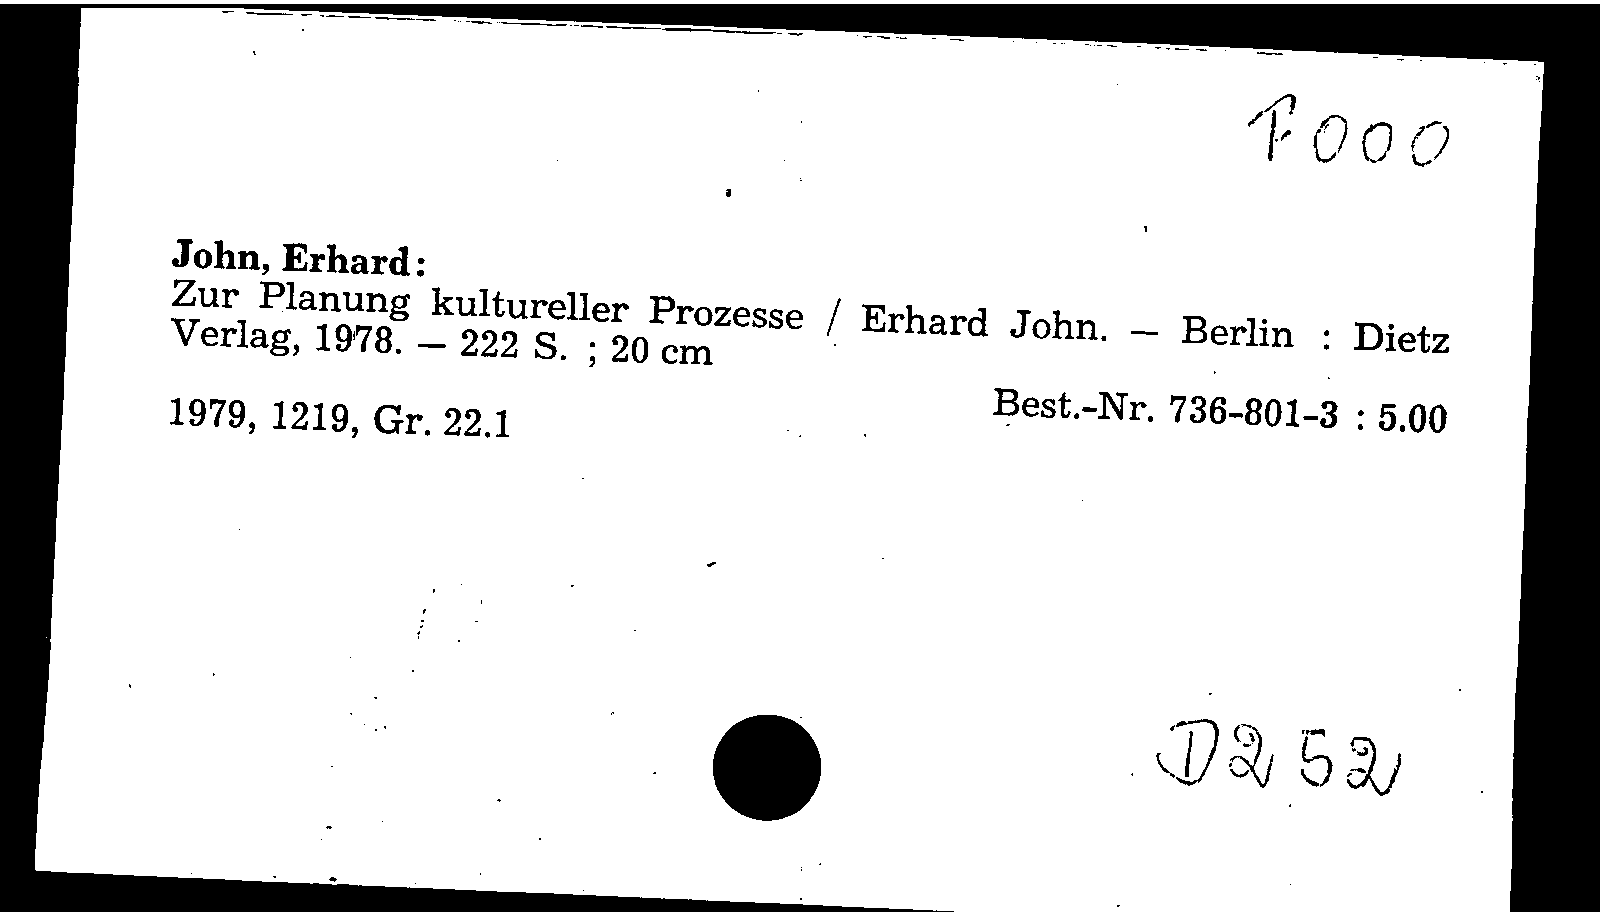 F000
John, Erhard:
Zur Planung kultureller Prozesse / Erhard John. — Berlin : Dietz
Verlag, 1978. — 222 S. ; 20 cm
1979, 1219, Gr. 22.1 Best.-Nr. 736-801-3 : 5.00
D252